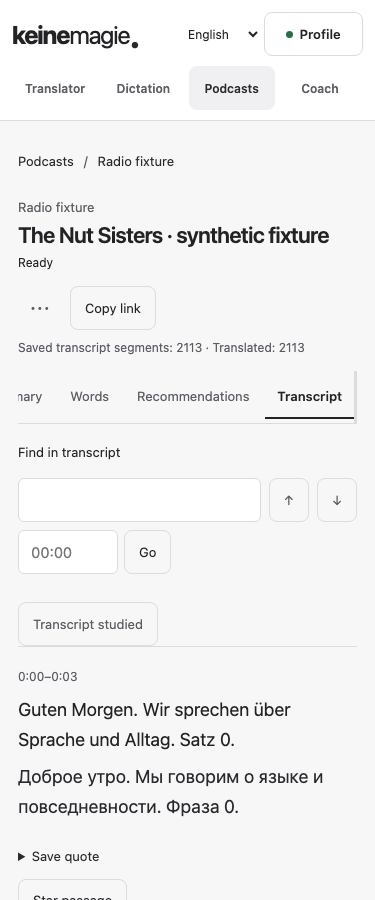 keinemagie.
English
Profile
Translator
Dictation
Podcasts
Coach
Podcasts / Radio fixture
Radio fixture
The Nut Sisters · synthetic fixture
Ready
···
Copy link
Saved transcript segments: 2113 · Translated: 2113
nary
Words
Recommendations
Transcript
Find in transcript
↑
↓
00:00
Go
Transcript studied
0:00–0:03
Guten Morgen. Wir sprechen über
Sprache und Alltag. Satz 0.
Доброе утро. Мы говорим о языке и
повседневности. Фраза 0.
Save quote
Star passage